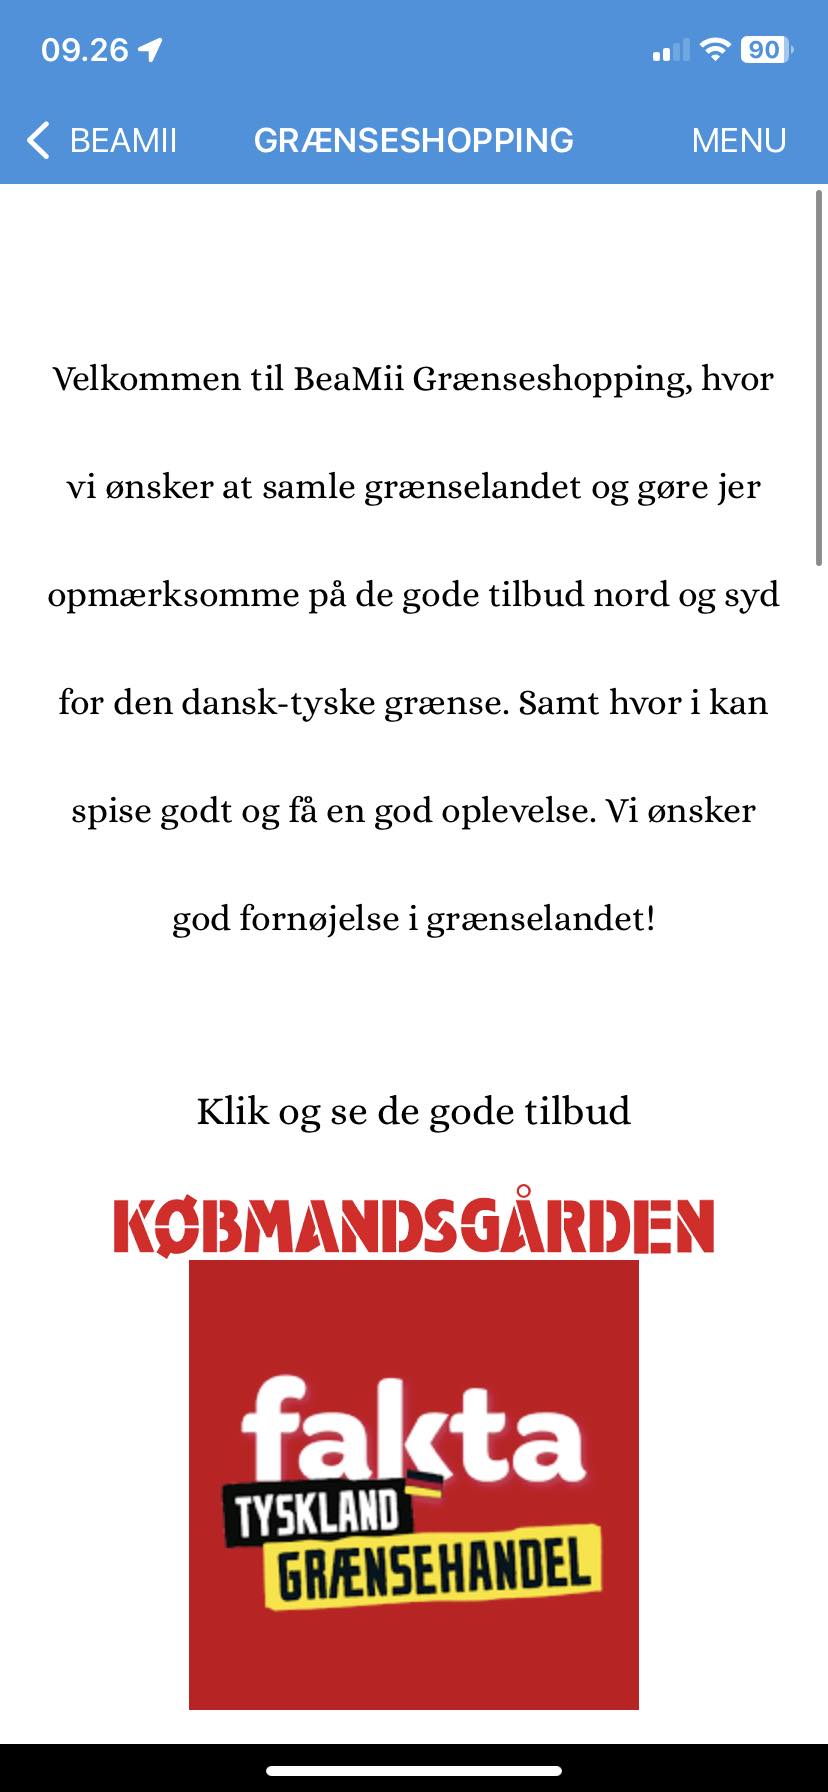 09.26
90
BEAMII GRÆNSESHOPPING MENU
Velkommen til BeaMii Grænseshopping, hvor
vi ønsker at samle grænselandet og gøre jer
opmærksomme på de gode tilbud nord og syd
for den dansk-tyske grænse. Samt hvor i kan
spise godt og få en god oplevelse. Vi ønsker
god fornøjelse i grænselandet!
Klik og se de gode tilbud
KØBMANDSGÅRDEN
fakta
TYSKLAND
GRÆNSEHANDEL